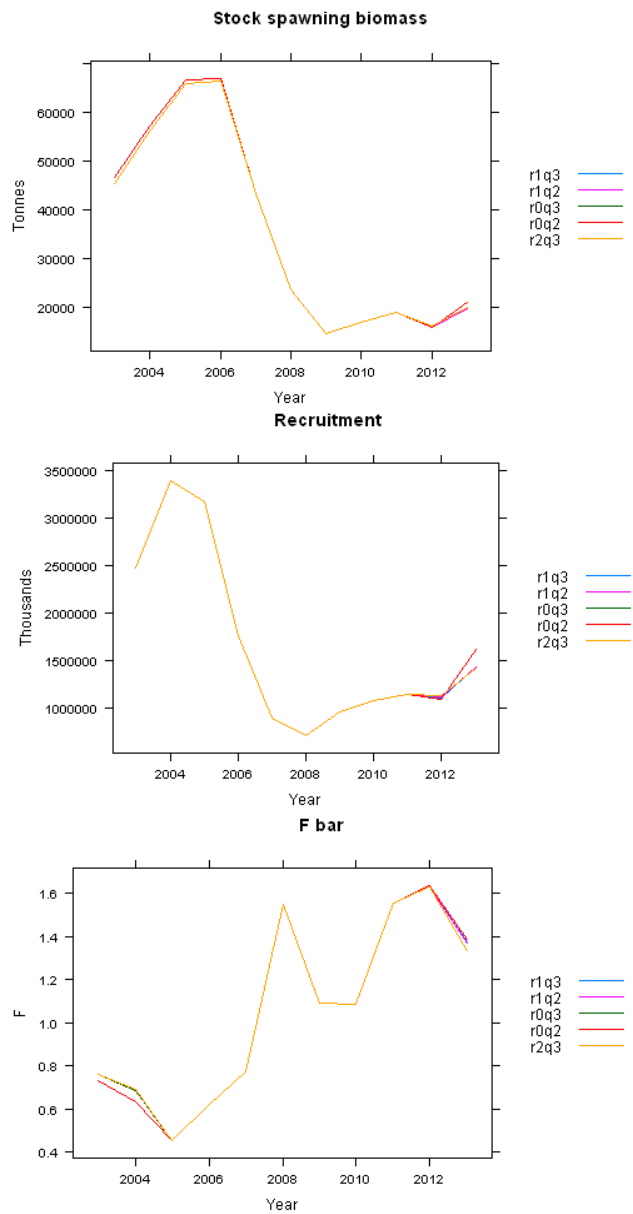 Stock spawning biomass
Tonnes
60000
50000
40000
30000
20000
2004 2006 2008 2010 2012
Year
r1q3
r1q2
r0q3
r0q2
r2q3
Recruitment
Thousands
3500000
3000000
2500000
2000000
1500000
1000000
2004 2006 2008 2010 2012
Year
r1q3
r1q2
r0q3
r0q2
r2q3
F bar
F
1.6
1.4
1.2
1.0
0.8
0.6
0.4
2004 2006 2008 2010 2012
Year
r1q3
r1q2
r0q3
r0q2
r2q3